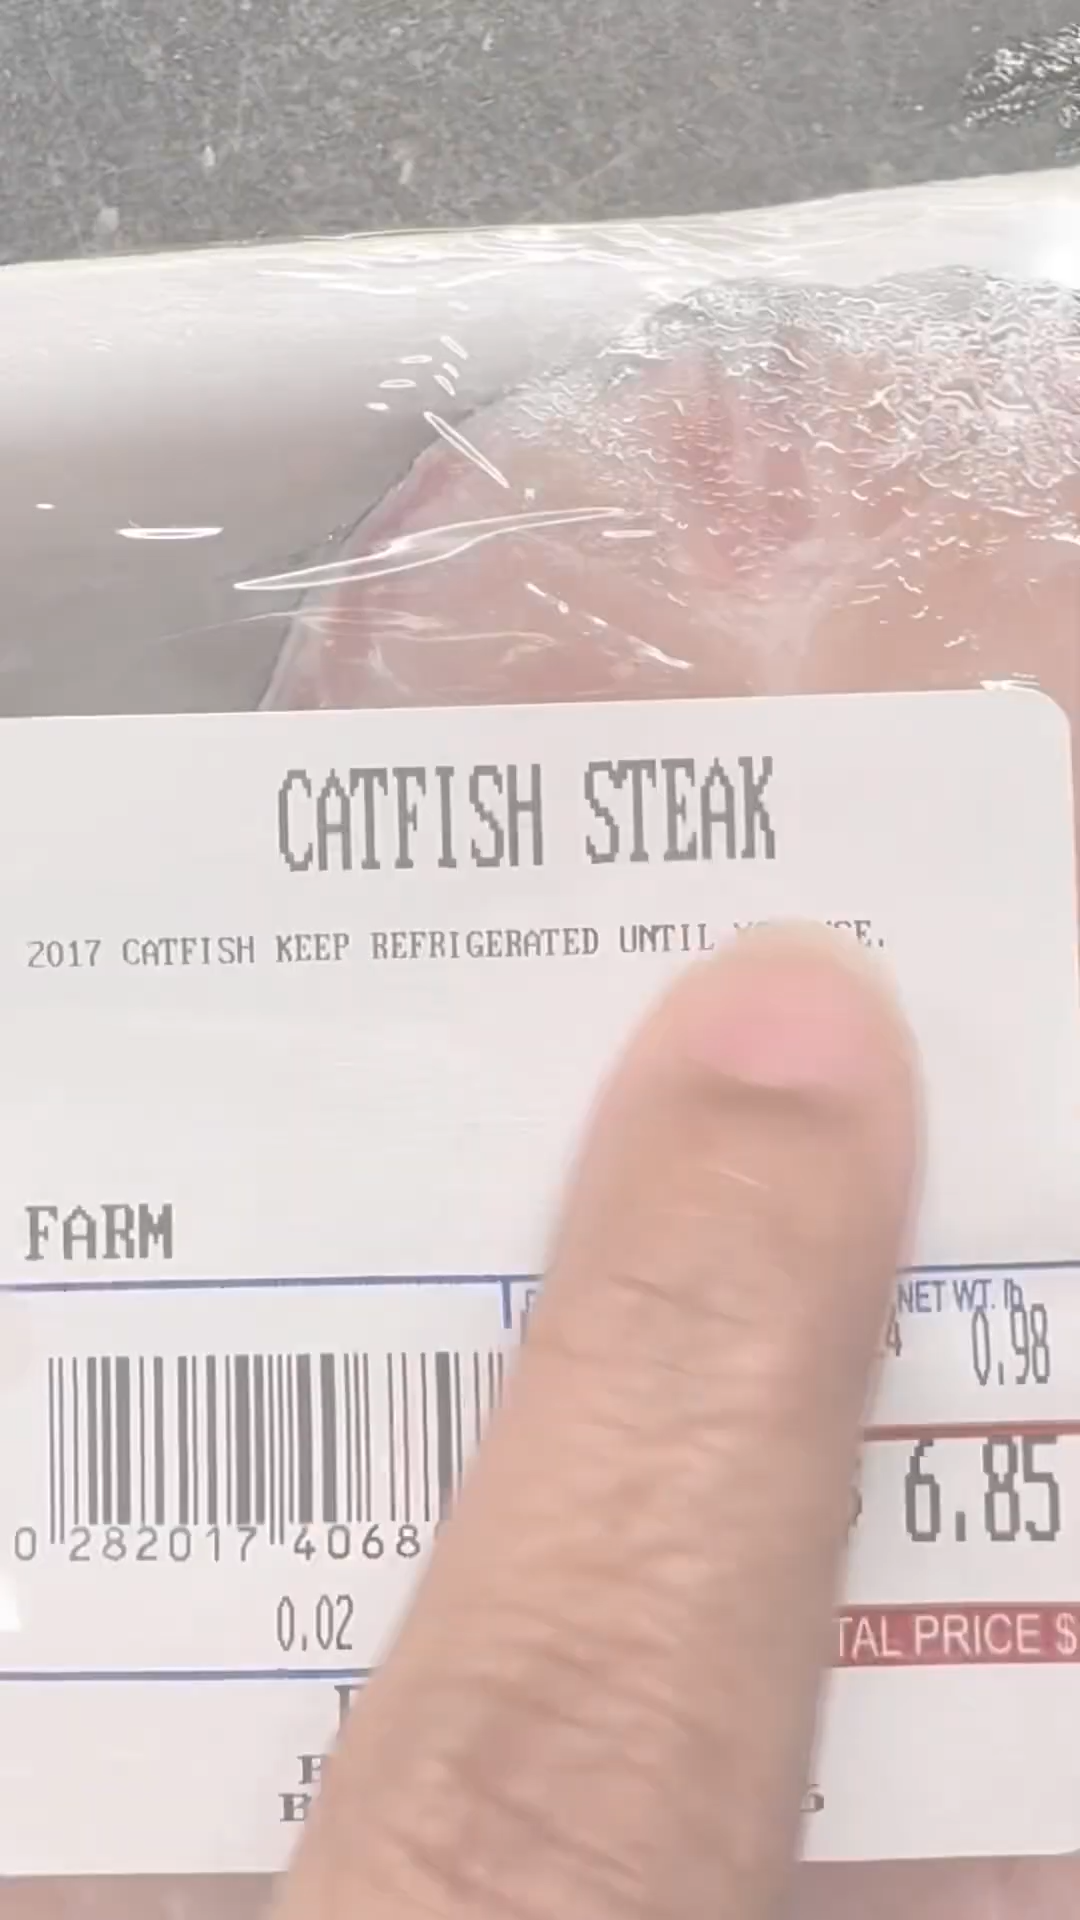 CATFISH STEAK
2017 CATFISH KEEP REFRIGERATED UNTIL
FARM
NET WT. lb
0.98
6.85
0 282017 4068
0.02
TAL PRICE $